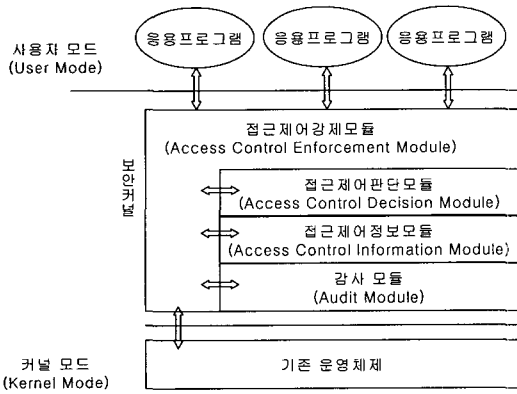 응용프로그램
응용프로그램
응용프로그램
사용자 모드
(User Mode)
보안커널
접근제어강제모듈
(Access Control Enforcement Module)
접근제어판단모듈
(Access Control Decision Module)
접근제어정보모듈
(Access Control Information Module)
감사 모듈
(Audit Module)
커널 모드
(Kernel Mode)
기존 운영체제